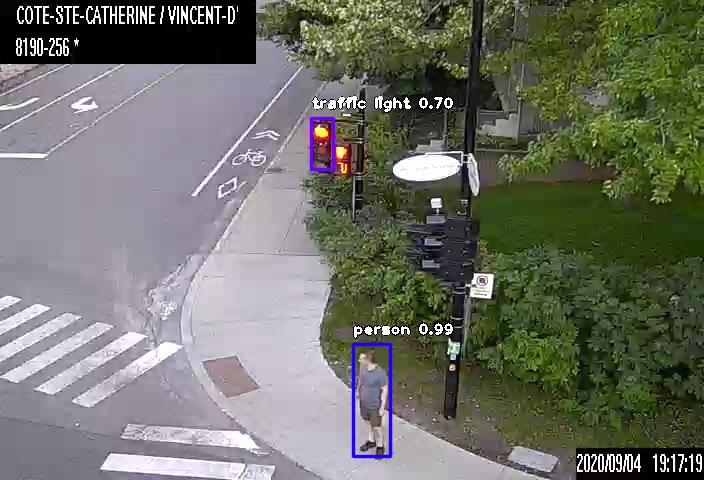 COTE-STE-CATHERINE / VINCENT-D'
8190-256 *
traffic light 0.70
person 0.99
2020/09/04 19:17:19